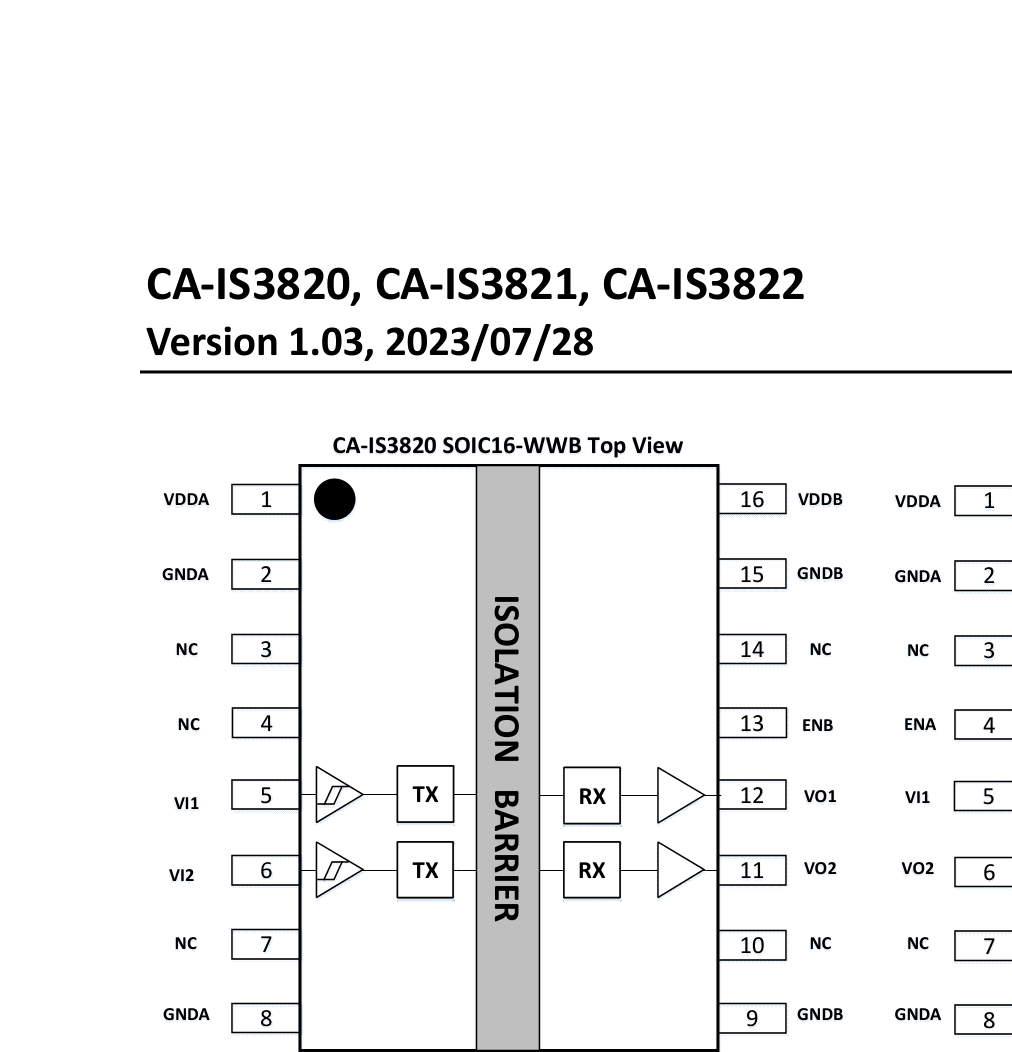 CA-IS3820, CA-IS3821, CA-IS3822
Version 1.03, 2023/07/28
CA-IS3820 SOIC16-WWB Top View
VDDA 1 16 VDDB VDDA 1
GNDA 2 15 GNDB GNDA 2
NC 3 14 NC NC 3
NC 4 13 ENB ENA 4
VI1 5 TX RX 12 VO1 VI1 5
VI2 6 TX RX 11 VO2 VO2 6
NC 7 10 NC NC 7
GNDA 8 9 GNDB GNDA 8
ISOLATION BARRIER